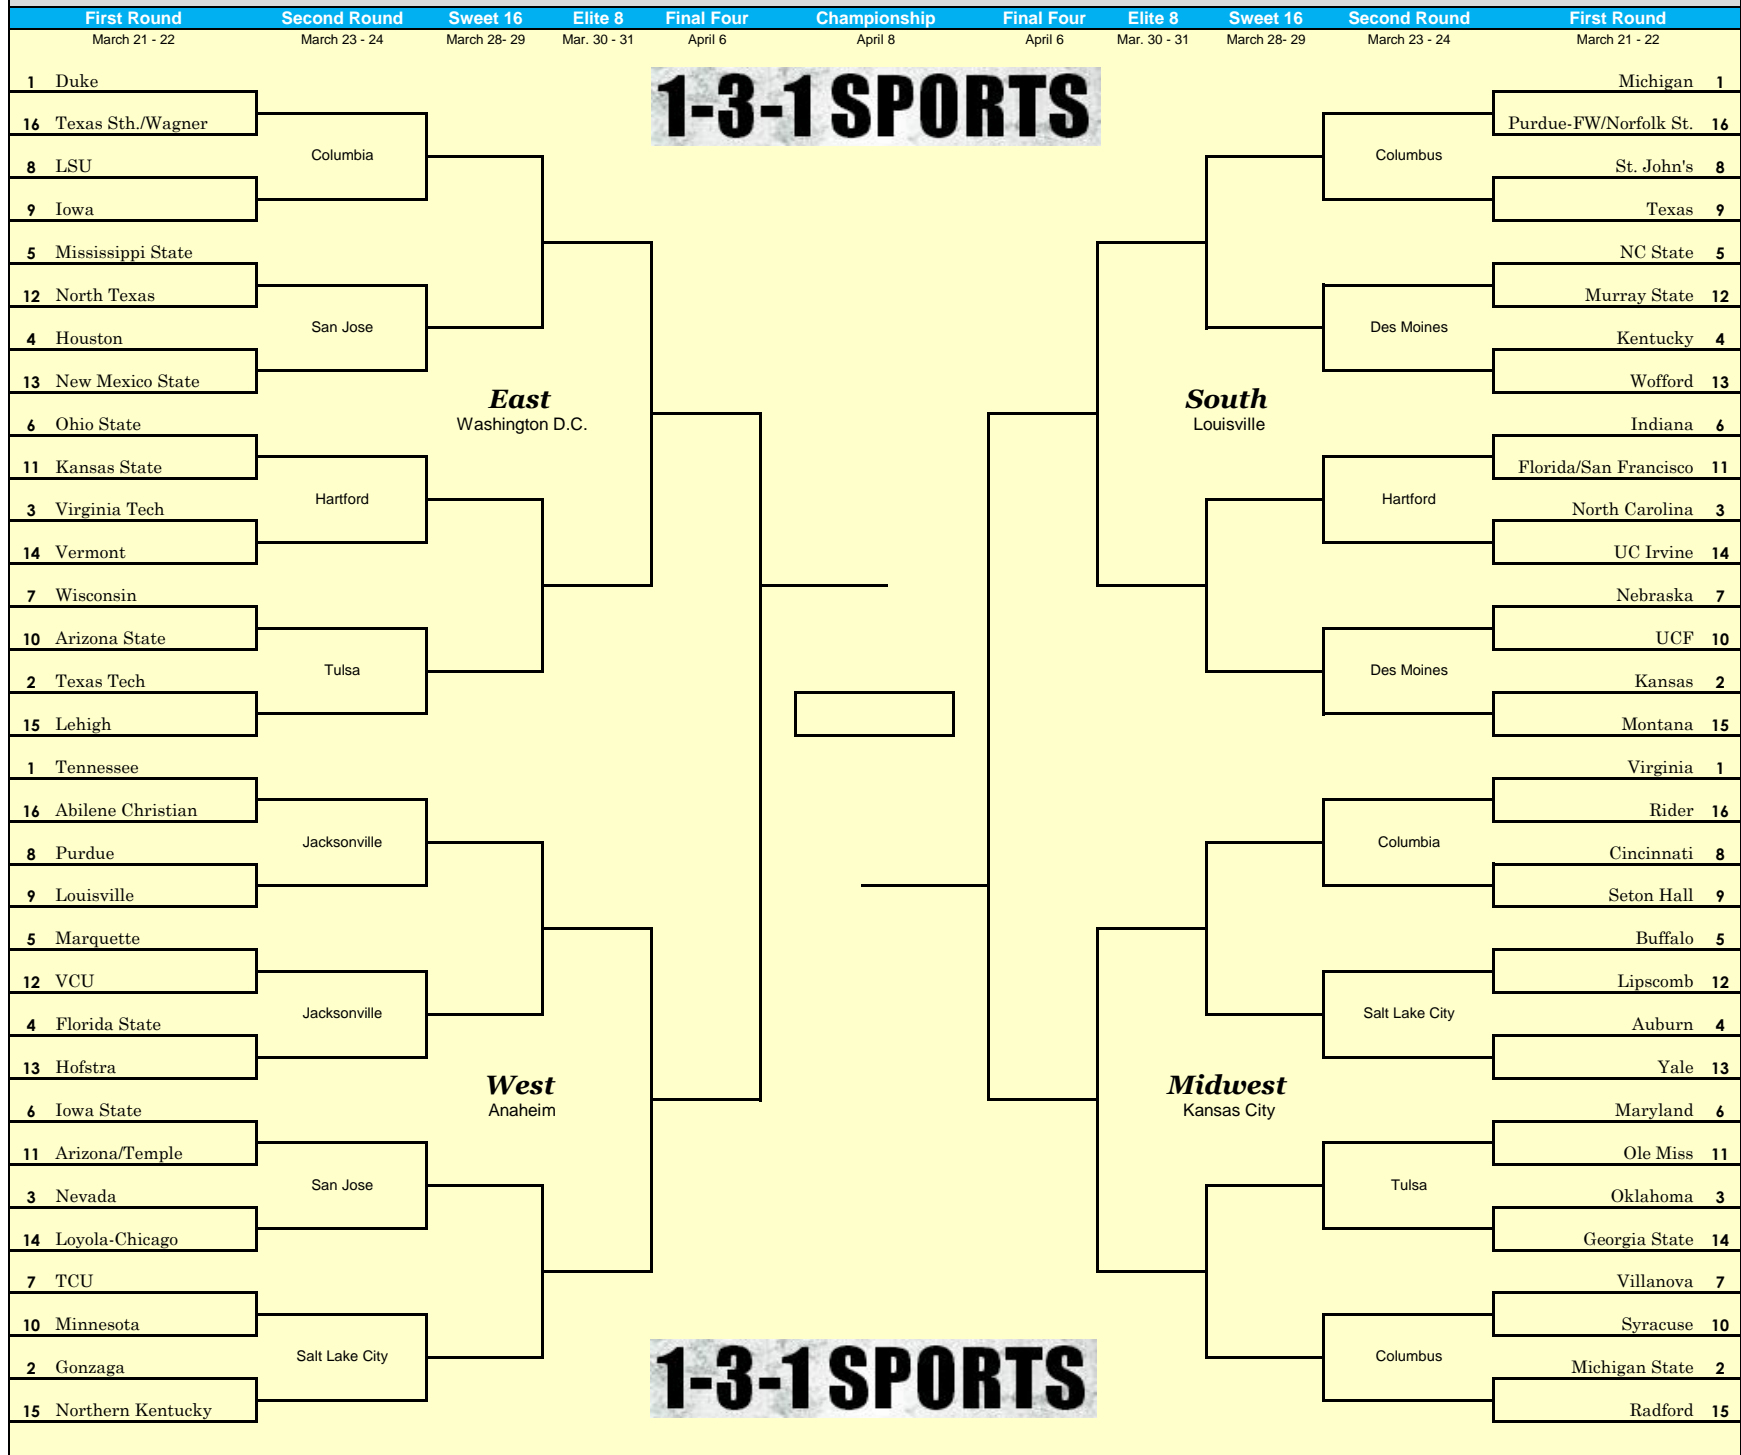 First Round Second Round Sweet 16 Elite 8 Final Four Championship Final Four Elite 8 Sweet 16 Second Round First Round
March 21 - 22 March 23 - 24 March 28- 29 Mar. 30 - 31 April 6 April 8 April 6 Mar. 30 - 31 March 28- 29 March 23 - 24 March 21 - 22
1-3-1 SPORTS
1 Duke
16 Texas Sth./Wagner
Columbia
8 LSU
9 Iowa
5 Mississippi State
12 North Texas
San Jose
4 Houston
13 New Mexico State
East
Washington D.C.
6 Ohio State
11 Kansas State
Hartford
3 Virginia Tech
14 Vermont
7 Wisconsin
10 Arizona State
Tulsa
2 Texas Tech
15 Lehigh
1 Tennessee
16 Abilene Christian
Jacksonville
8 Purdue
9 Louisville
5 Marquette
12 VCU
Jacksonville
4 Florida State
13 Hofstra
West
Anaheim
6 Iowa State
11 Arizona/Temple
San Jose
3 Nevada
14 Loyola-Chicago
7 TCU
10 Minnesota
Salt Lake City
2 Gonzaga
15 Northern Kentucky
Michigan 1
Purdue-FW/Norfolk St. 16
Columbus
St. John's 8
Texas 9
NC State 5
Murray State 12
Des Moines
Kentucky 4
Wofford 13
South
Louisville
Indiana 6
Florida/San Francisco 11
Hartford
North Carolina 3
UC Irvine 14
Nebraska 7
UCF 10
Des Moines
Kansas 2
Montana 15
Virginia 1
Rider 16
Columbia
Cincinnati 8
Seton Hall 9
Buffalo 5
Lipscomb 12
Salt Lake City
Auburn 4
Yale 13
Midwest
Kansas City
Maryland 6
Ole Miss 11
Tulsa
Oklahoma 3
Georgia State 14
Villanova 7
Syracuse 10
Columbus
Michigan State 2
Radford 15
1-3-1 SPORTS